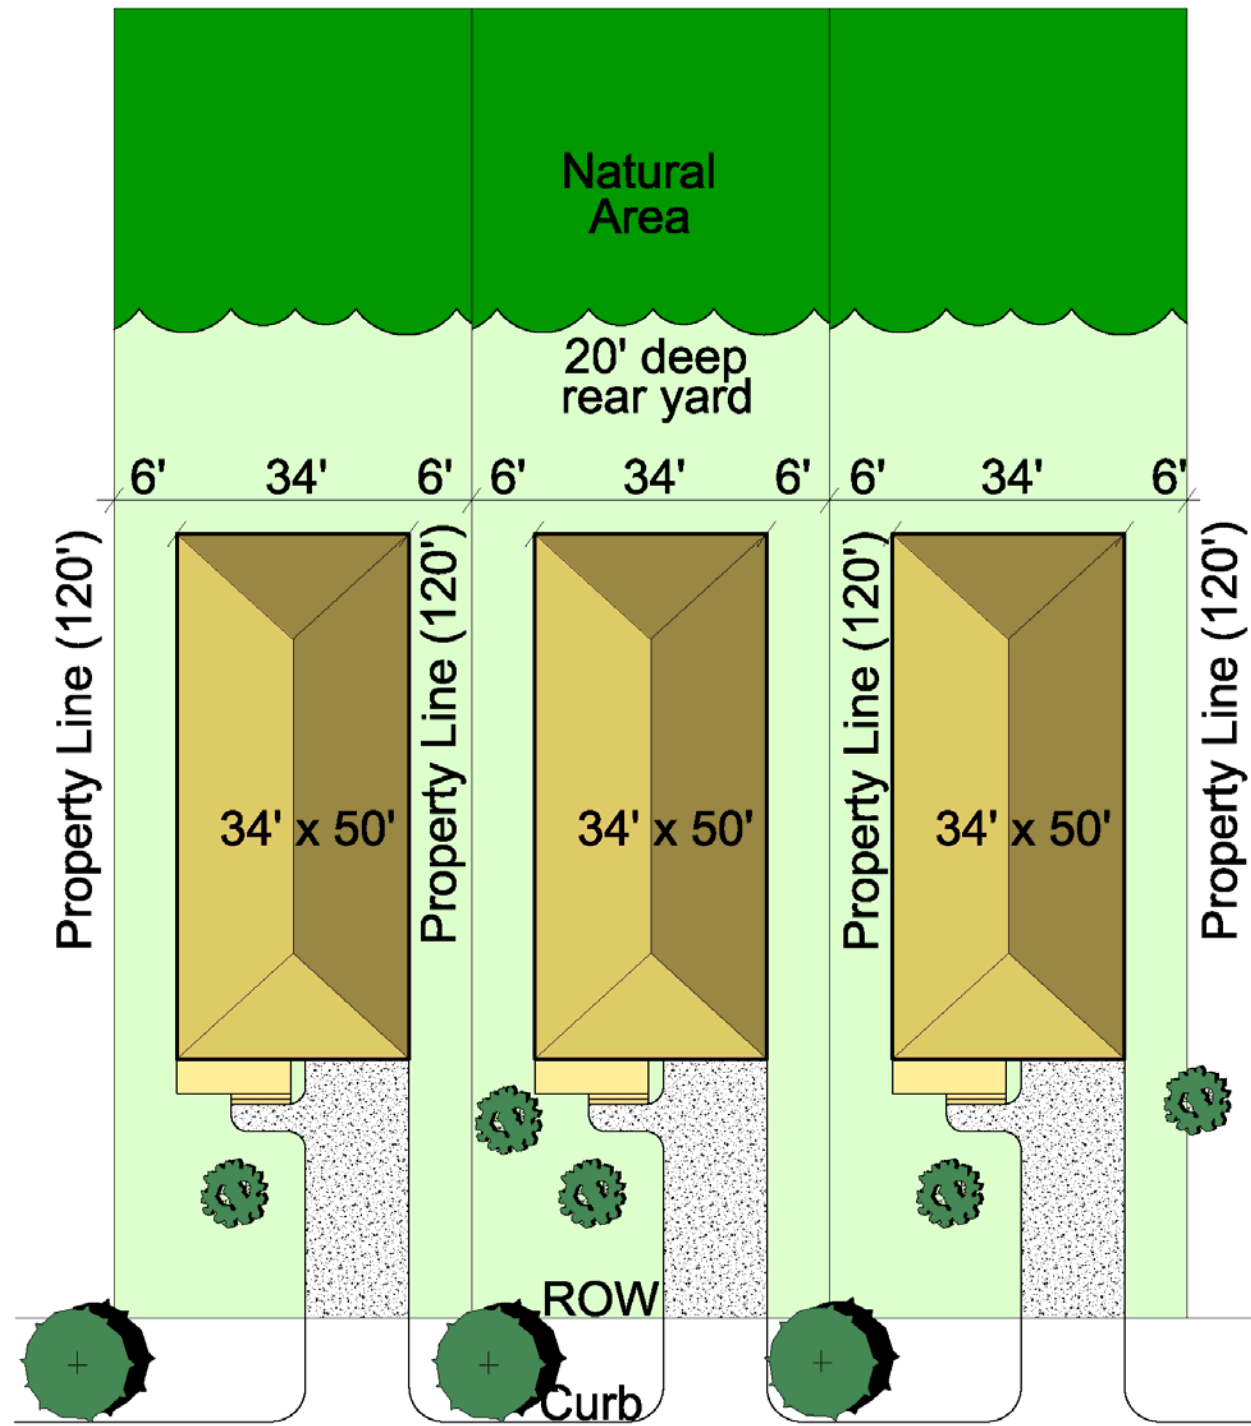 Natural
Area
20' deep
rear yard
6' 34' 6' 6' 34' 6' 6' 34' 6'
Property Line (120')
Property Line (120')
Property Line (120')
Property Line (120')
34' x 50'
34' x 50'
34' x 50'
ROW
Curb